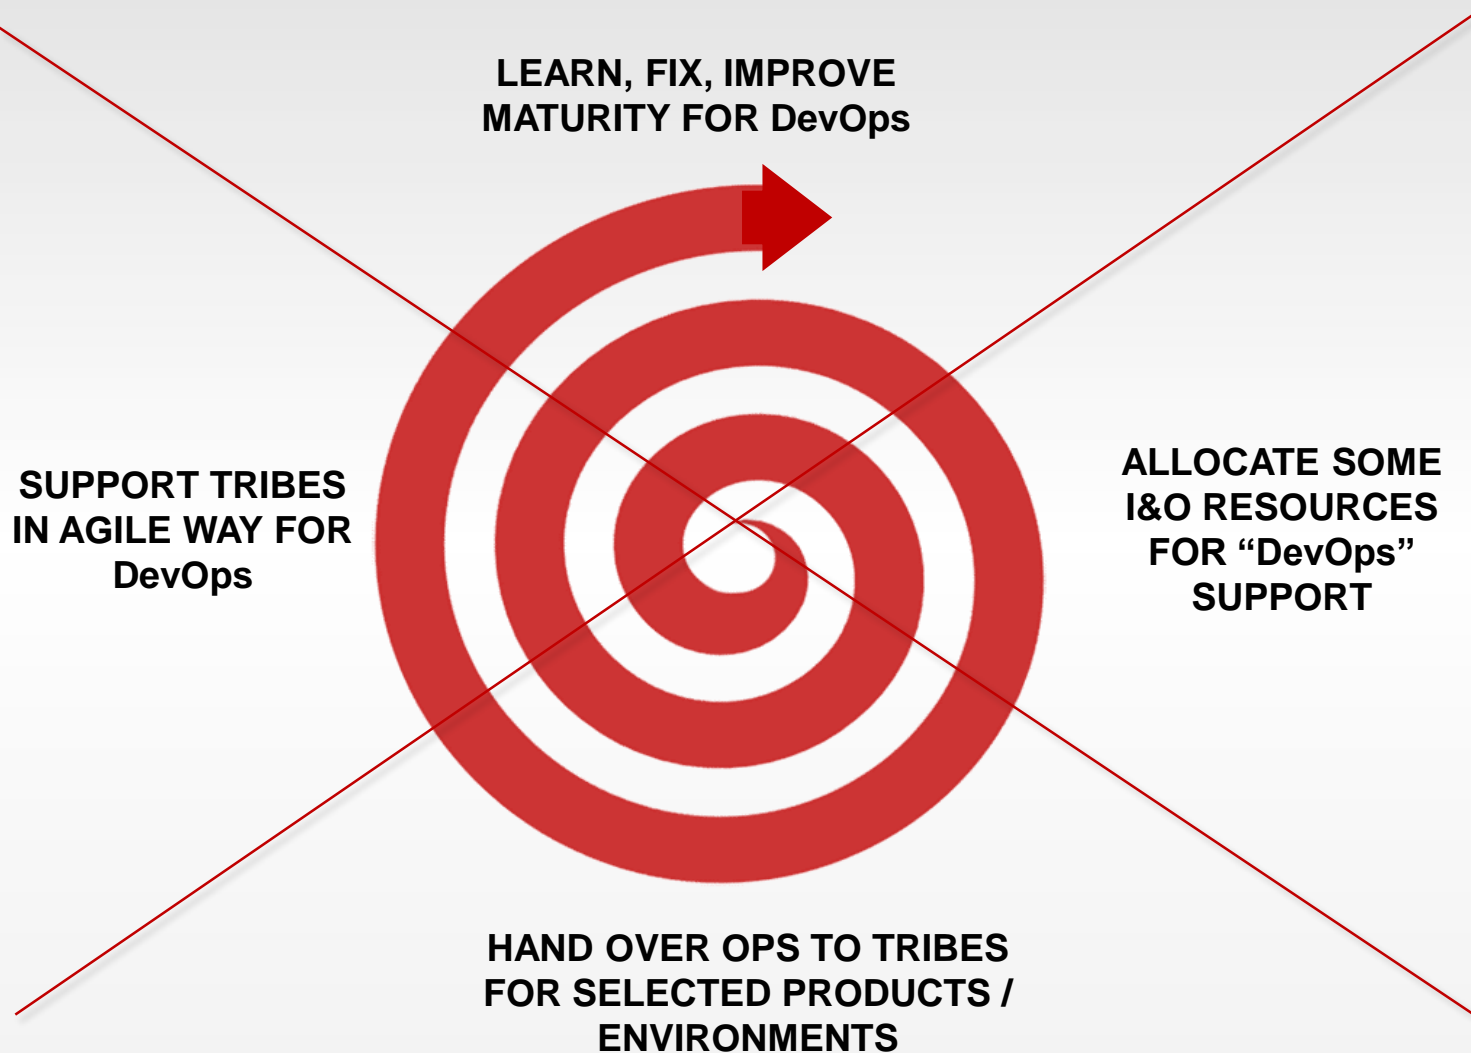 LEARN, FIX, IMPROVE
MATURITY FOR DevOps
SUPPORT TRIBES
IN AGILE WAY FOR
DevOps
ALLOCATE SOME
I&O RESOURCES
FOR “DevOps”
SUPPORT
HAND OVER OPS TO TRIBES
FOR SELECTED PRODUCTS /
ENVIRONMENTS